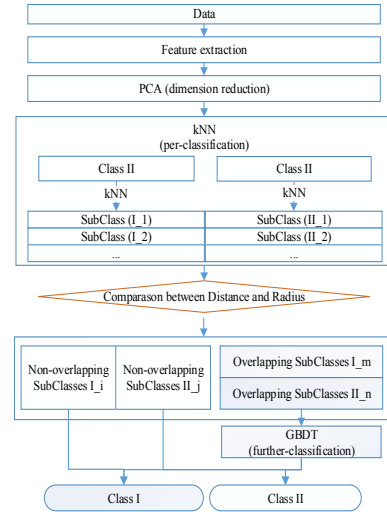 Data
Feature extraction
PCA (dimension reduction)
kNN
(per-classification)
Class II
Class II
kNN
kNN
SubClass (I_1)
SubClass (II_1)
SubClass (I_2)
SubClass (II_2)
...
...
Comparason between Distance and Radius
Non-overlapping
SubClasses I_i
Non-overlapping
SubClasses II_j
Overlapping SubClasses I_m
Overlapping SubClasses II_n
GBDT
(further-classification)
Class I
Class II